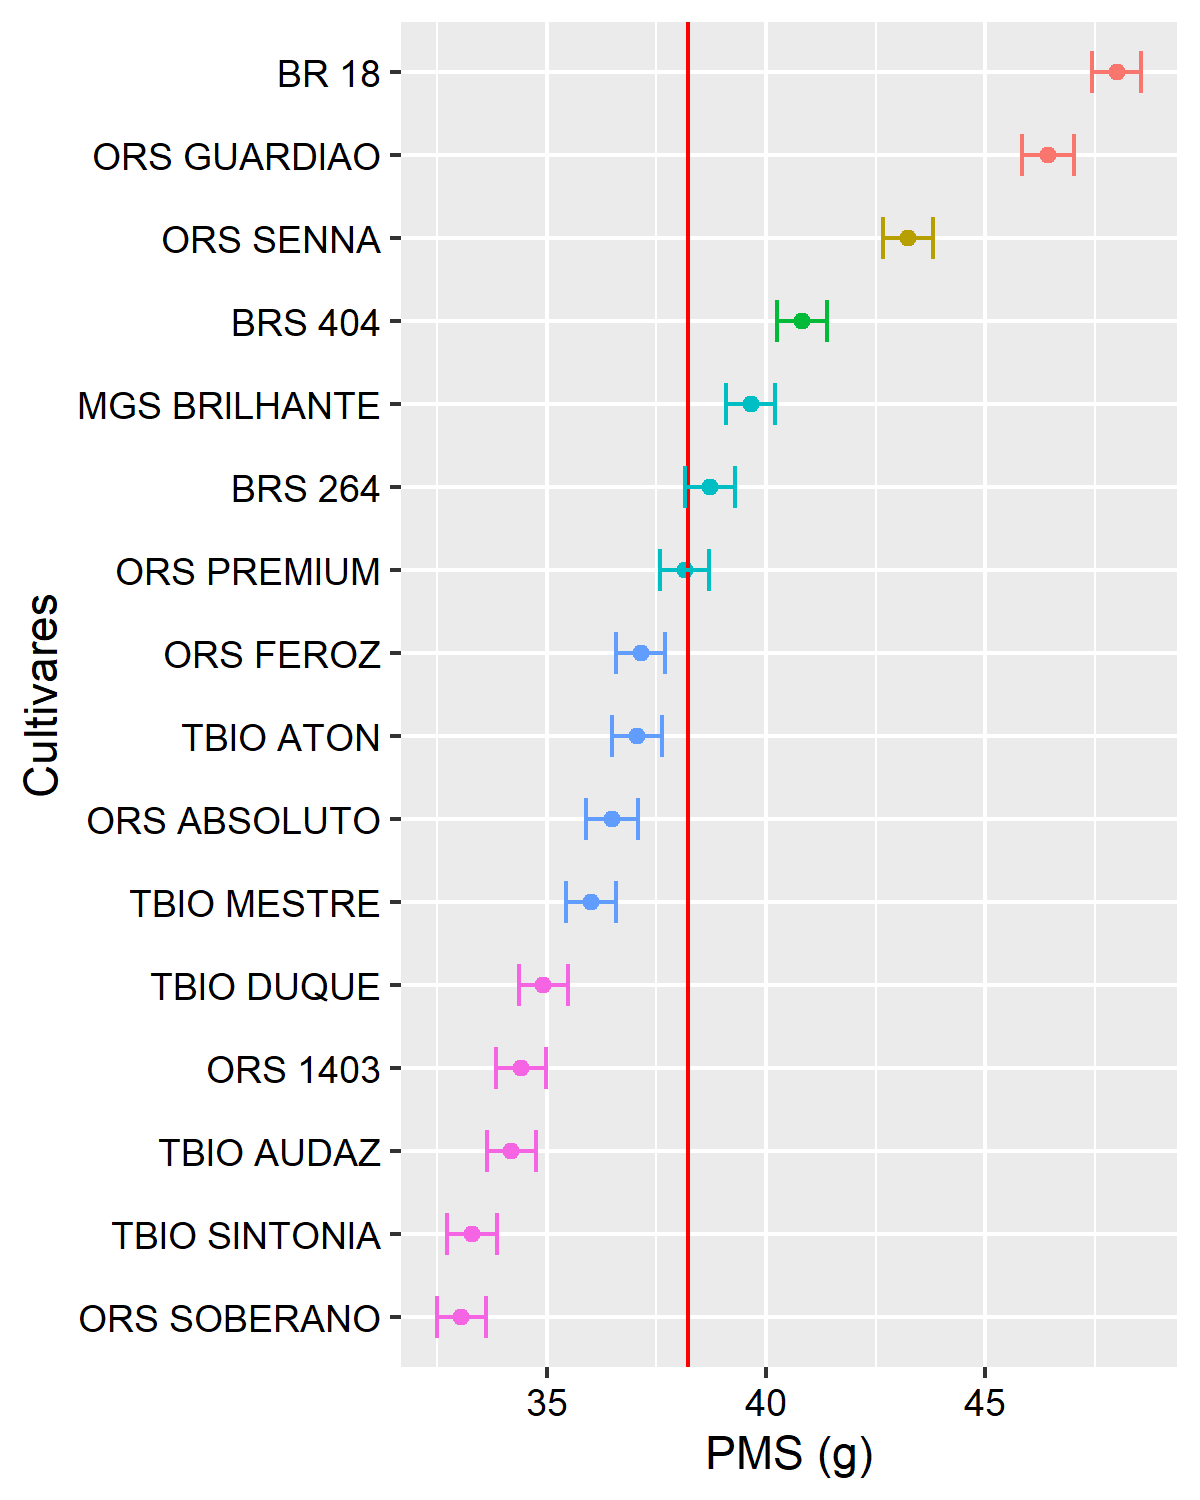 BR 18
ORS GUARDIAO
ORS SENNA
BRS 404
MGS BRILHANTE
BRS 264
ORS PREMIUM
ORS FEROZ
TBIO ATON
ORS ABSOLUTO
TBIO MESTRE
TBIO DUQUE
ORS 1403
TBIO AUDAZ
TBIO SINTONIA
ORS SOBERANO
Cultivares
35 40 45
PMS (g)